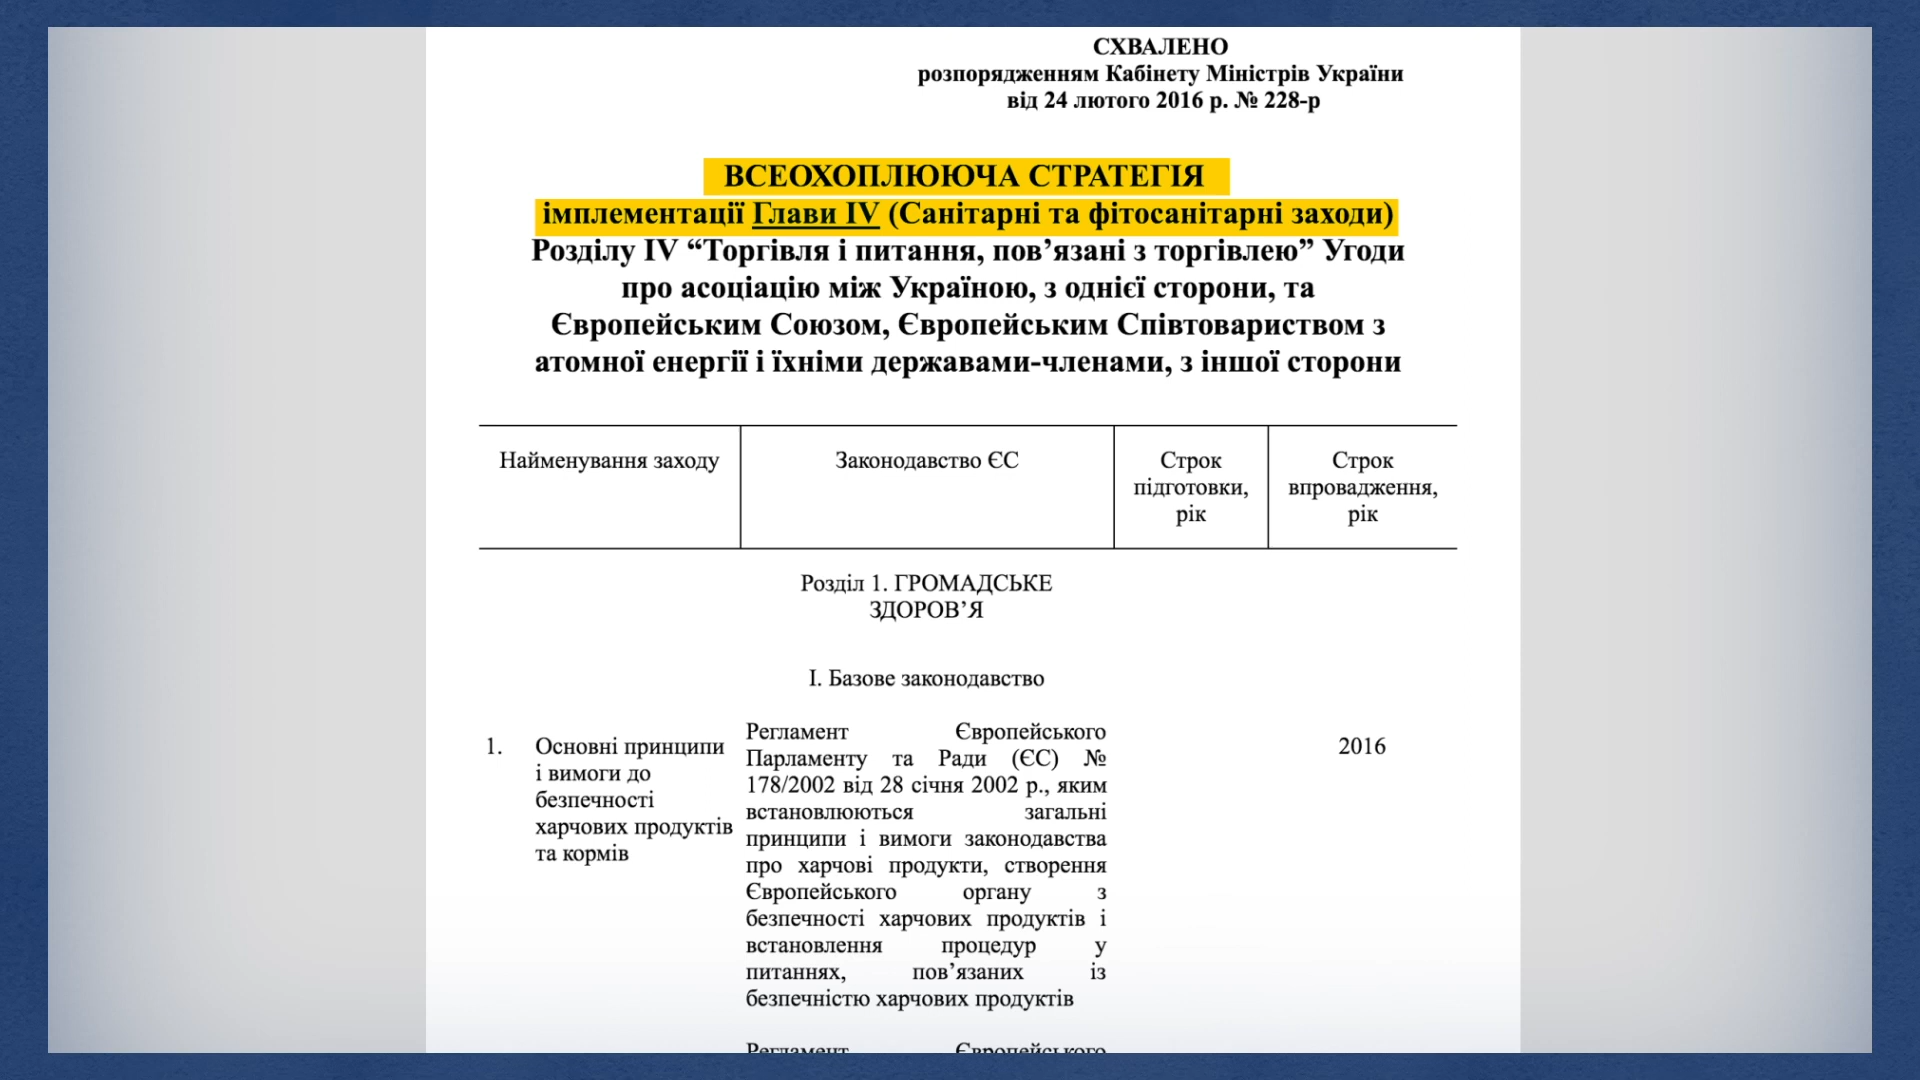 СХВАЛЕНО
розпорядженням Кабінету Міністрів України
від 24 лютого 2016 р. № 228-р
ВСЕОХОПЛЮЮЧА СТРАТЕГІЯ
імплементації Глави IV (Санітарні та фітосанітарні заходи)
Розділу IV “Торгівля і питання, пов’язані з торгівлею” Угоди
про асоціацію між Україною, з однієї сторони, та
Європейським Союзом, Європейським Співтовариством з
атомної енергії і їхніми державами-членами, з іншої сторони
Найменування заходу
Законодавство ЄС
Строк
підготовки,
рік
Строк
впровадження,
рік
Розділ 1. ГРОМАДСЬКЕ
ЗДОРОВ’Я
I. Базове законодавство
1. Основні принципи
і вимоги до
безпечності
харчових продуктів
та кормів
Регламент Європейського
Парламенту та Ради (ЄС) №
178/2002 від 28 січня 2002 р., яким
встановлюються загальні
принципи і вимоги законодавства
про харчові продукти, створення
Європейського органу з
безпечності харчових продуктів і
встановлення процедур у
питаннях, пов’язаних із
безпечністю харчових продуктів
2016
Регламент Європейського